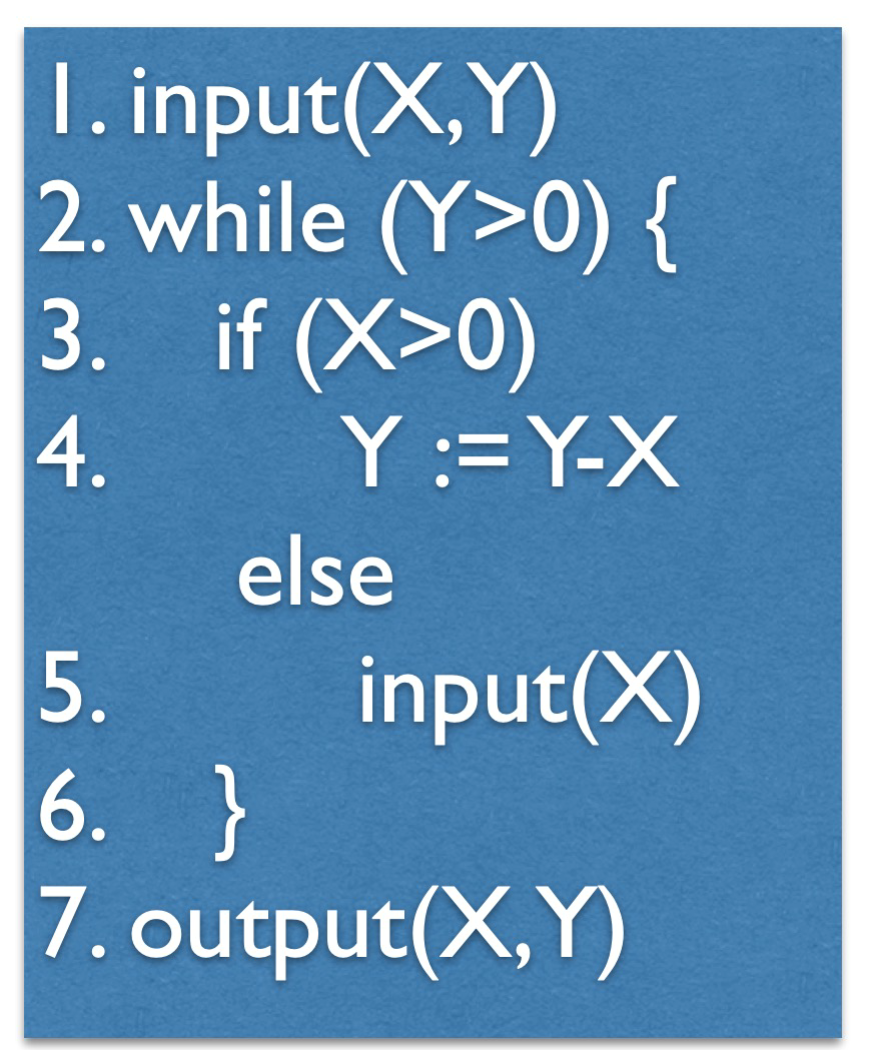 1. input(X,Y)
2. while (Y>0) {
3. if (X>0)
4. Y := Y-X
else
5. input(X)
6. }
7. output(X,Y)